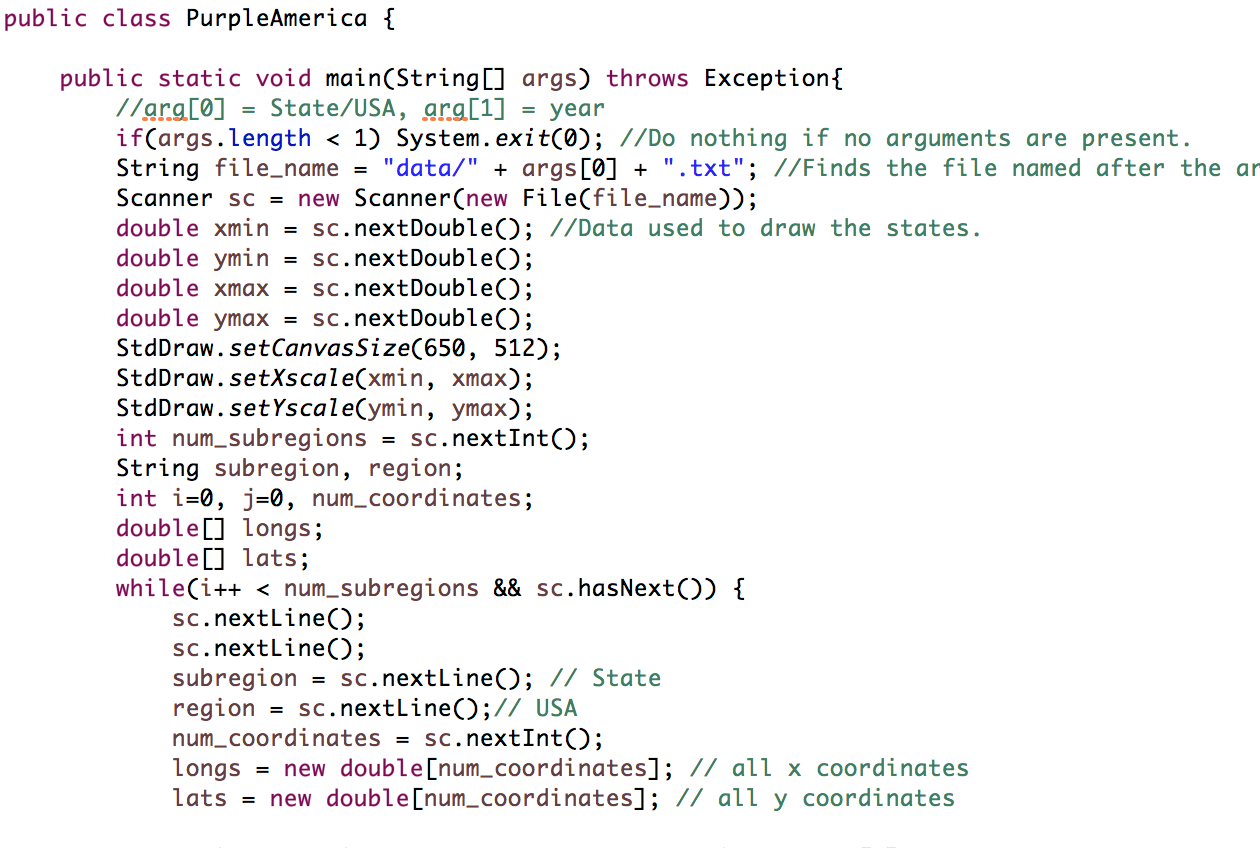 public class PurpleAmerica {
public static void main(String[] args) throws Exception{
//arg[0] = State/USA, arg[1] = year
if(args.length < 1) System.exit(0); //Do nothing if no arguments are present.
String file_name = "data/" + args[0] + ".txt"; //Finds the file named after the
Scanner sc = new Scanner(new File(file_name));
double xmin = sc.nextDouble(); //Data used to draw the states.
double ymin = sc.nextDouble();
double xmax = sc.nextDouble();
double ymax = sc.nextDouble();
StdDraw.setCanvasSize(650, 512);
StdDraw.setXscale(xmin, xmax);
StdDraw.setYscale(ymin, ymax);
int num_subregions = sc.nextInt();
String subregion, region;
int i=0, j=0, num_coordinates;
double[] longs;
double[] lats;
while(i++ < num_subregions && sc.hasNext()) {
sc.nextLine();
sc.nextLine();
subregion = sc.nextLine(); // State
region = sc.nextLine();// USA
num_coordinates = sc.nextInt();
longs = new double[num_coordinates]; // all x coordinates
lats = new double[num_coordinates]; // all y coordinates